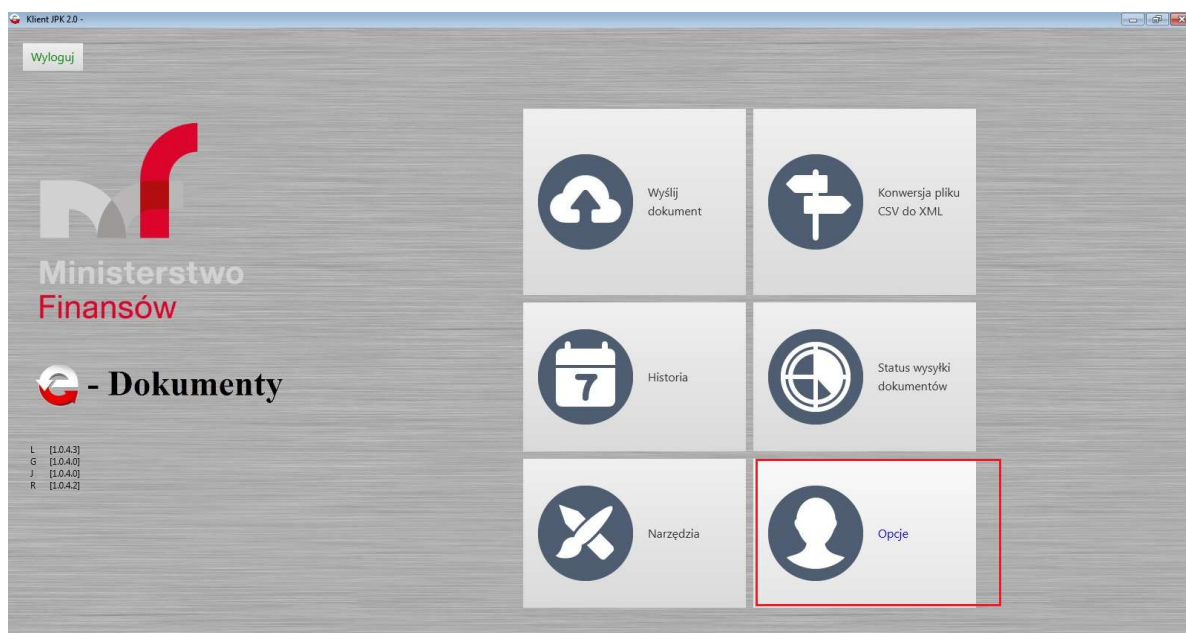 Klient JPK 2.0 -
Wyloguj
Ministerstwo
Finansów
e - Dokumenty
L [1.0.4.3]
G [1.0.4.0]
J [1.0.4.0]
R [1.0.4.2]
Wyślij
dokument
Konwersja pliku
CSV do XML
7
Historia
Status wysyłki
dokumentów
Narzędzia
Opcje